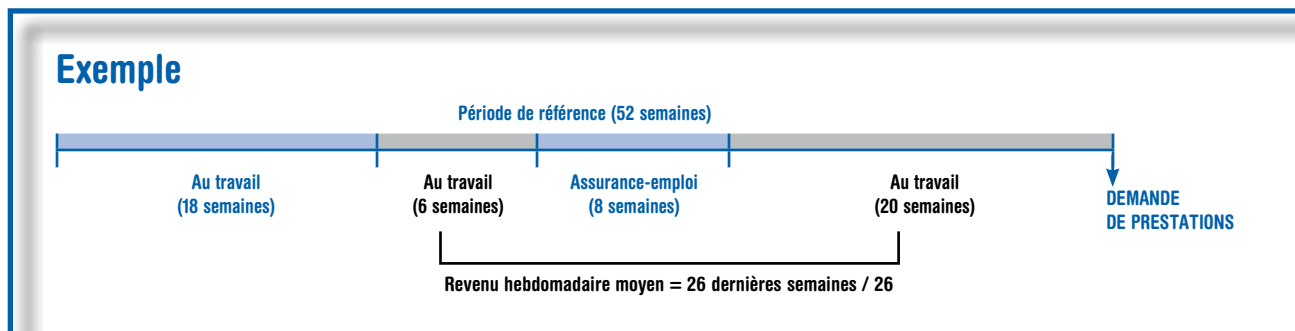 Exemple
Période de référence (52 semaines)
Au travail
(18 semaines)
Au travail
(6 semaines)
Assurance-emploi
(8 semaines)
Au travail
(20 semaines)
DEMANDE
DE PRESTATIONS
Revenu hebdomadaire moyen = 26 dernières semaines / 26